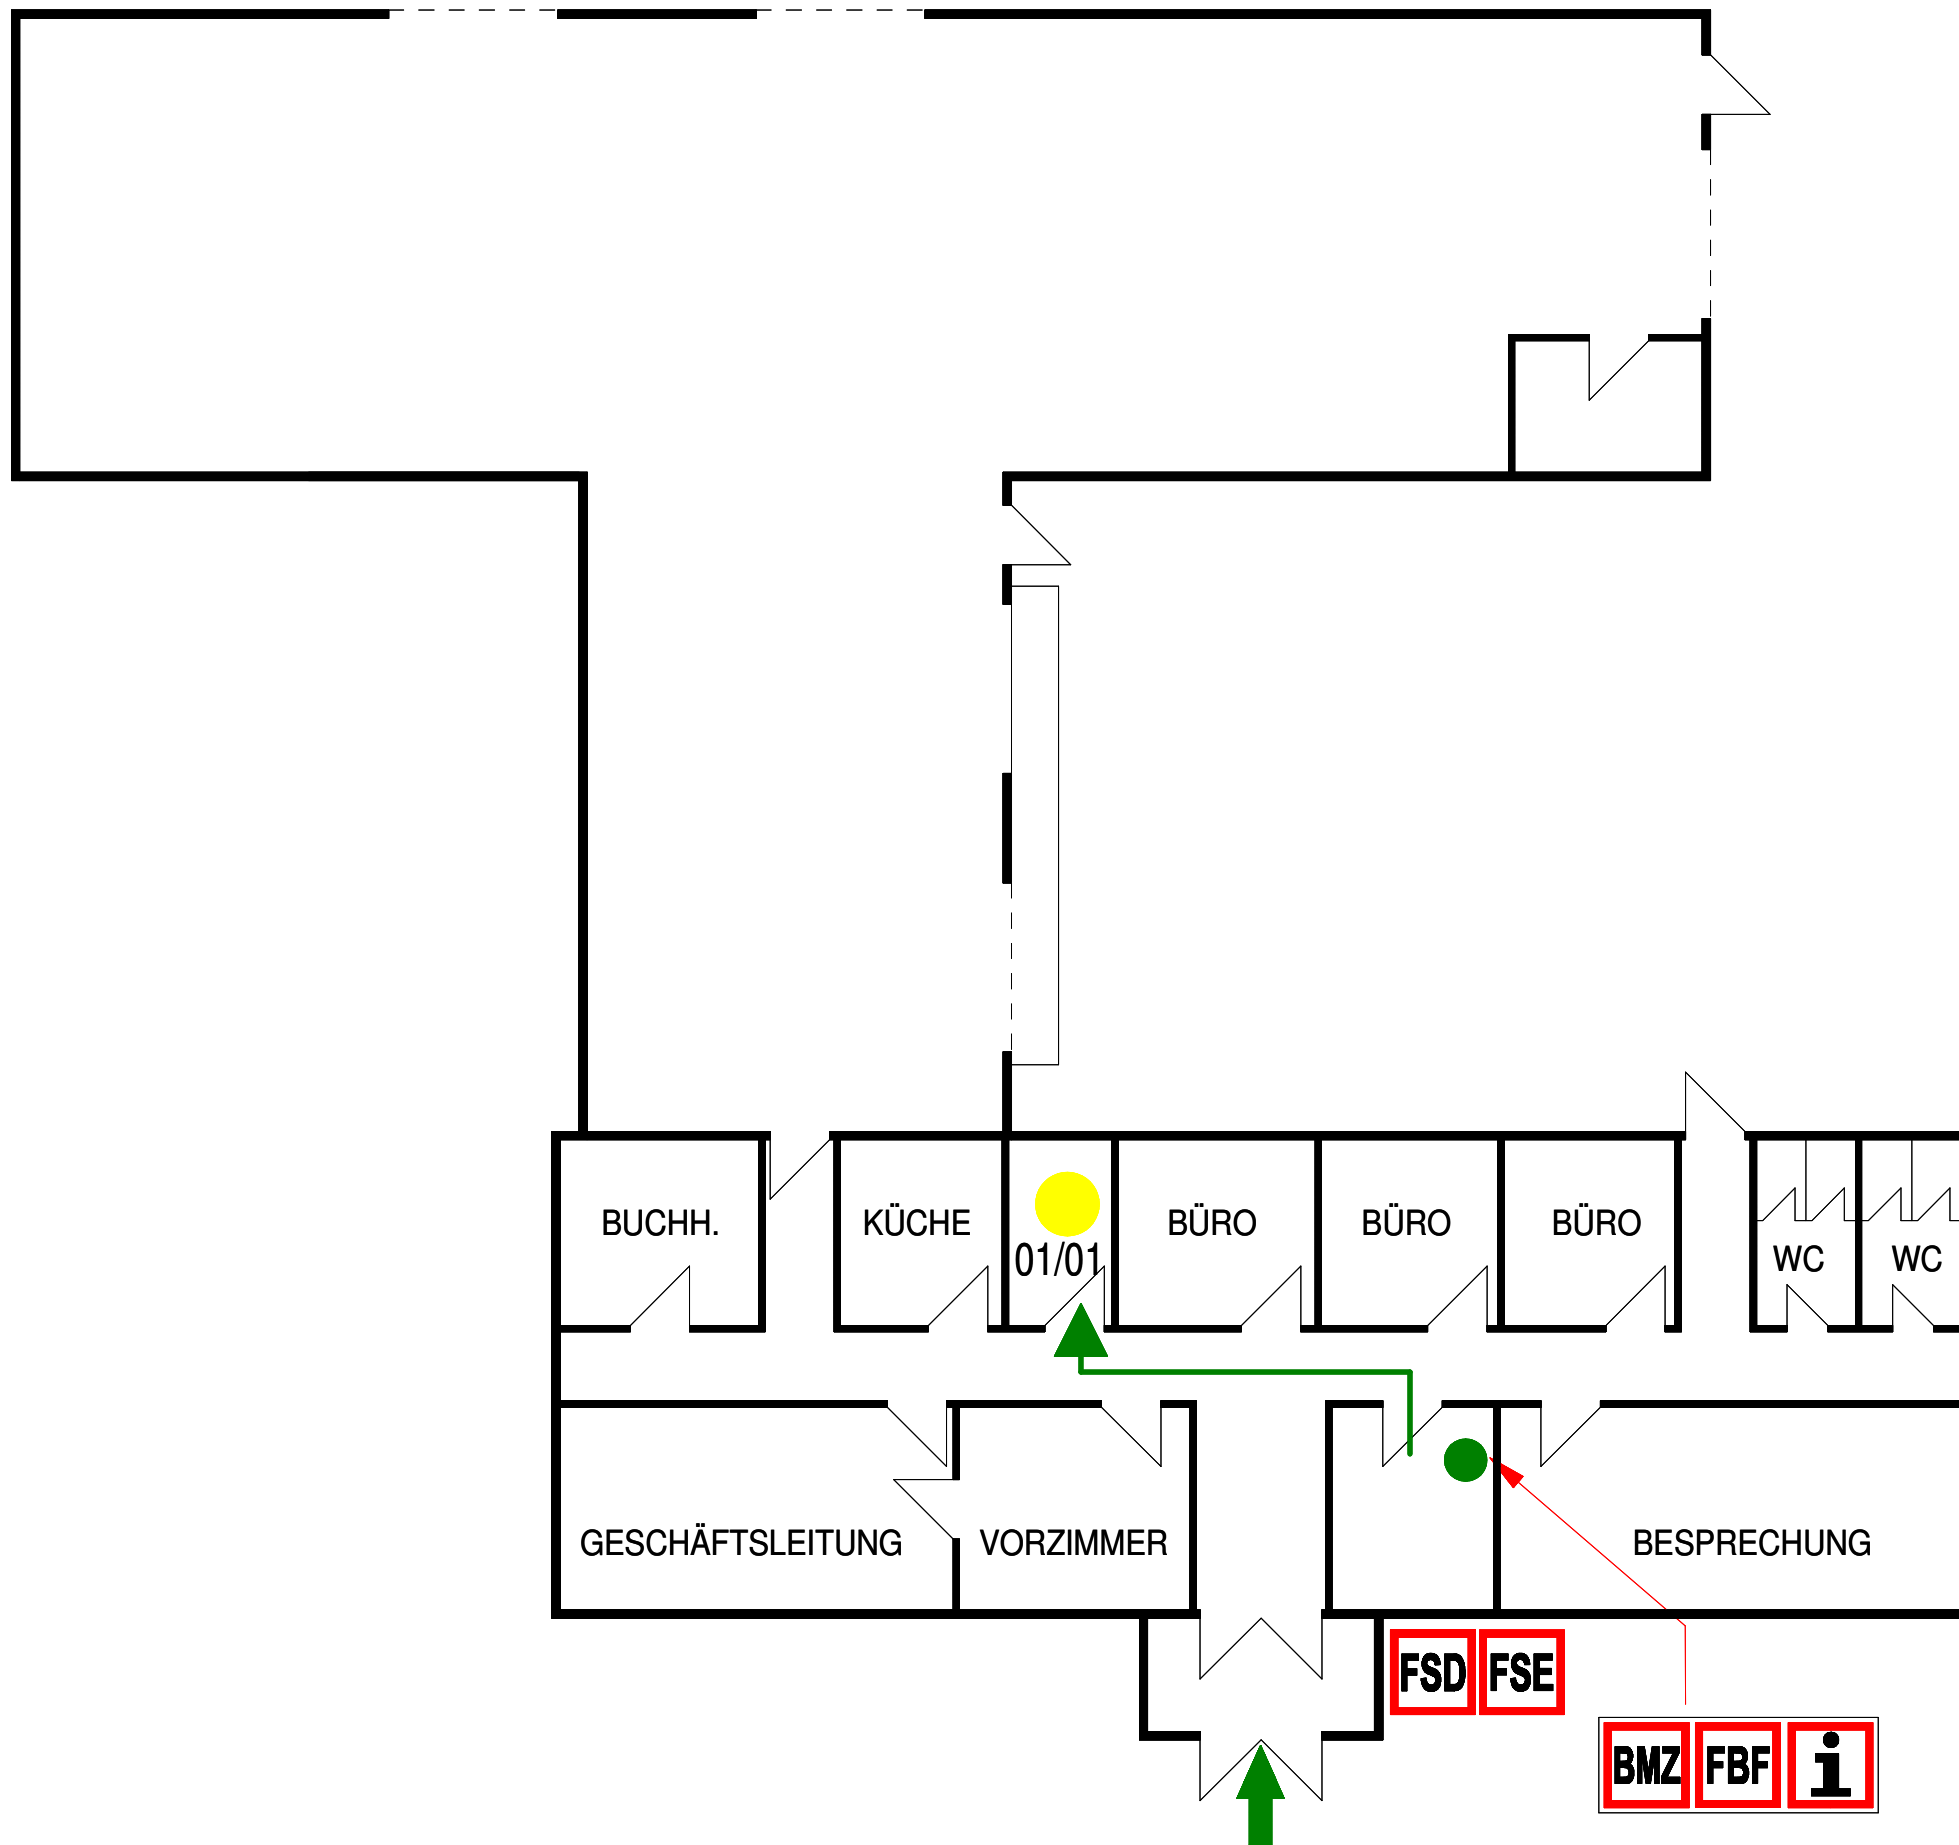 BUCHH.
KÜCHE
01/01
BÜRO
BÜRO
BÜRO
WC
WC
GESCHÄFTSLEITUNG
VORZIMMER
BESPRECHUNG
FSD FSE
BMZ FBF i